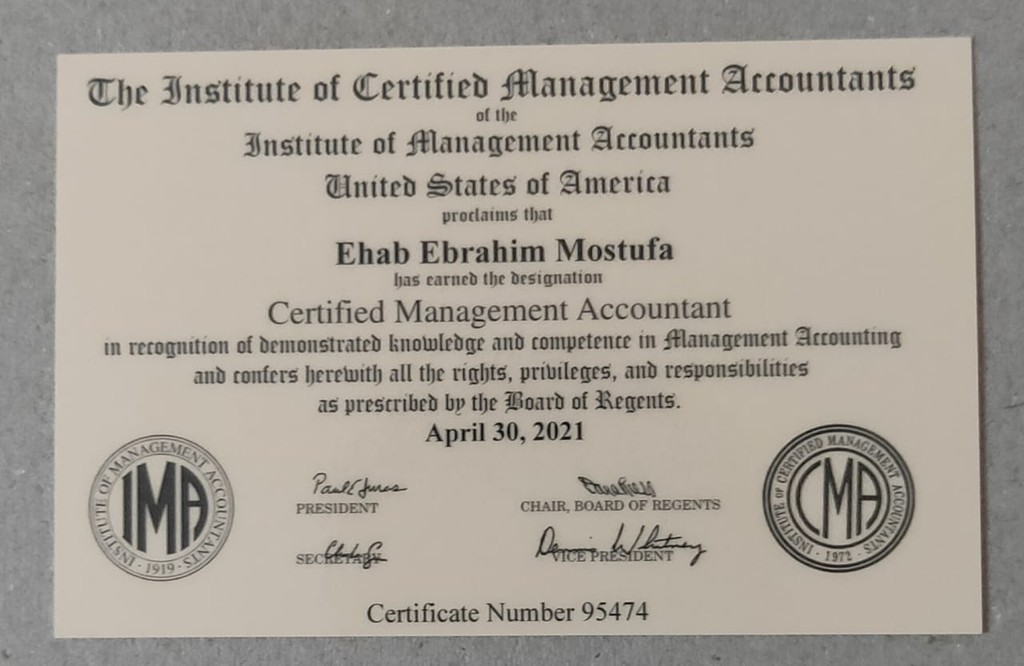 The Institute of Certified Management Accountants
of the
Institute of Management Accountants
United States of America
proclaims that
Ehab Ebrahim Mostufa
has earned the designation
Certified Management Accountant
in recognition of demonstrated knowledge and competence in Management Accounting
and confers herewith all the rights, privileges, and responsibilities
as prescribed by the Board of Regents.
April 30, 2021
INSTITUTE OF MANAGEMENT ACCOUNTANTS
· 1919 ·
IMA
PRESIDENT
CHAIR, BOARD OF REGENTS
SECRETARY
Dennis Whitney
VICE PRESIDENT
INSTITUTE OF CERTIFIED MANAGEMENT ACCOUNTANTS
· 1972 ·
CMA
Certificate Number 95474